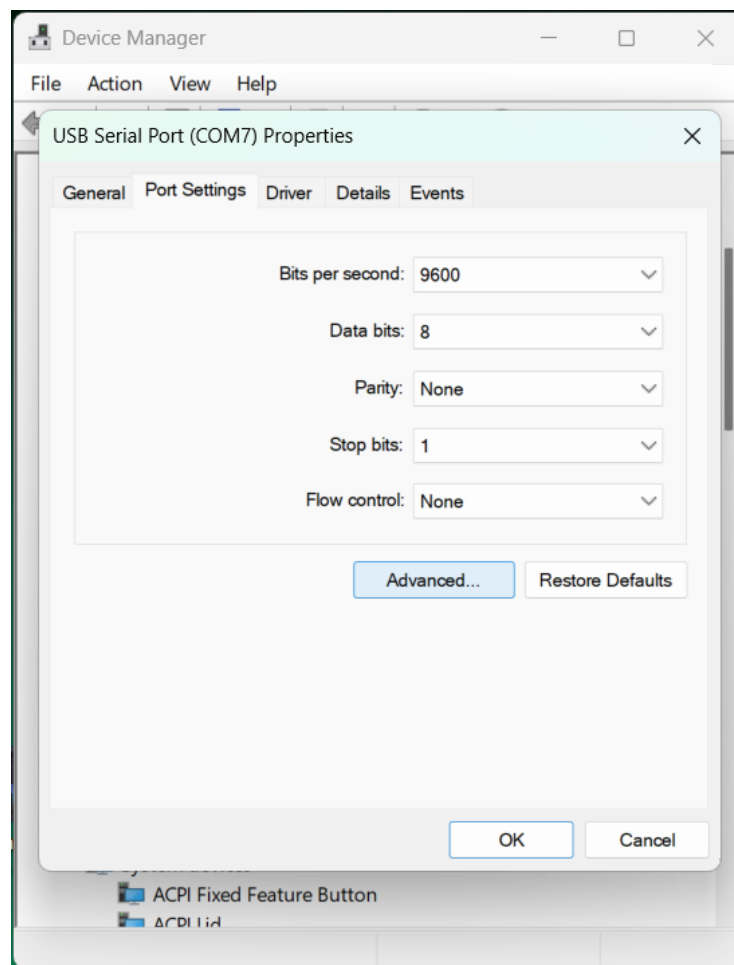 Device Manager
File Action View Help
USB Serial Port (COM7) Properties
General Port Settings Driver Details Events
Bits per second: 9600
Data bits: 8
Parity: None
Stop bits: 1
Flow control: None
Advanced... Restore Defaults
OK Cancel
ACPI Fixed Feature Button
ACPI Lid